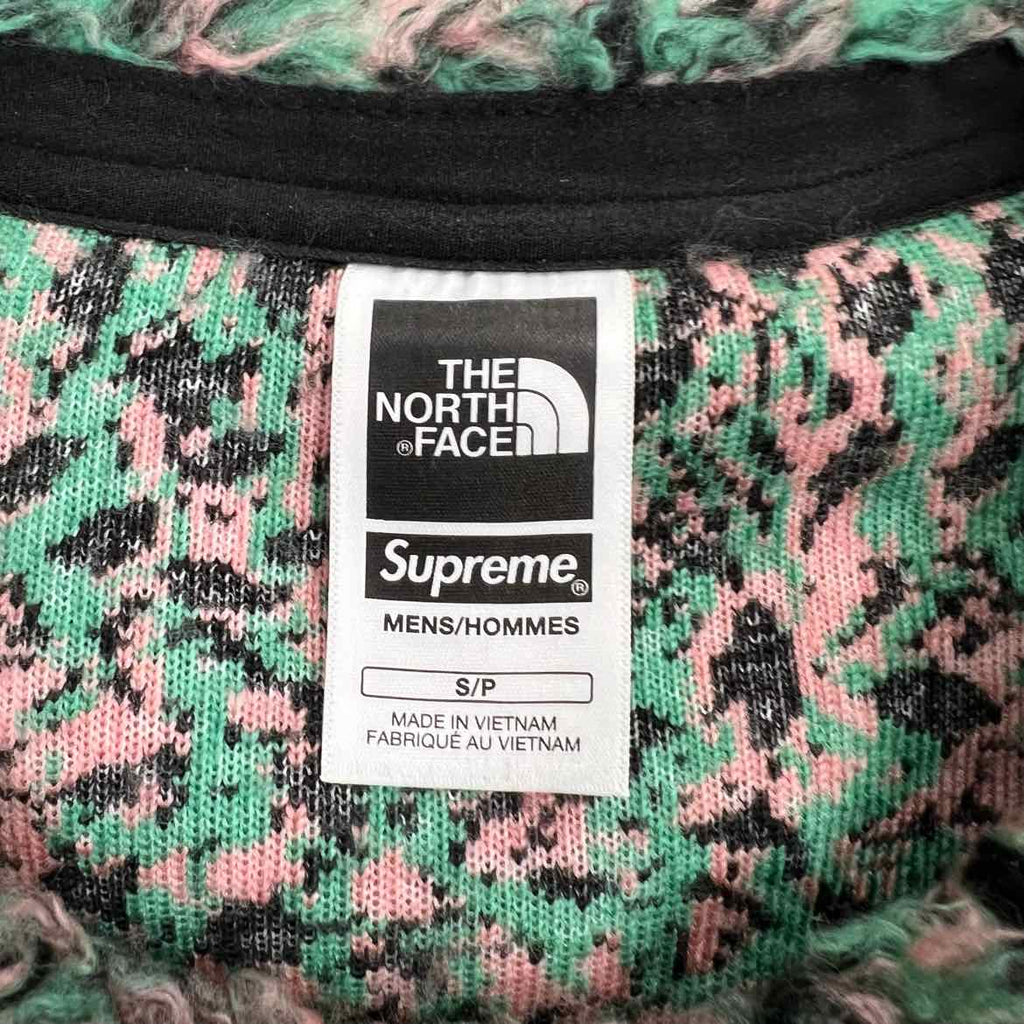 THE
NORTH
®FACE
Supreme®
MENS/HOMMES
S/P
MADE IN VIETNAM
FABRIQUÉ AU VIETNAM